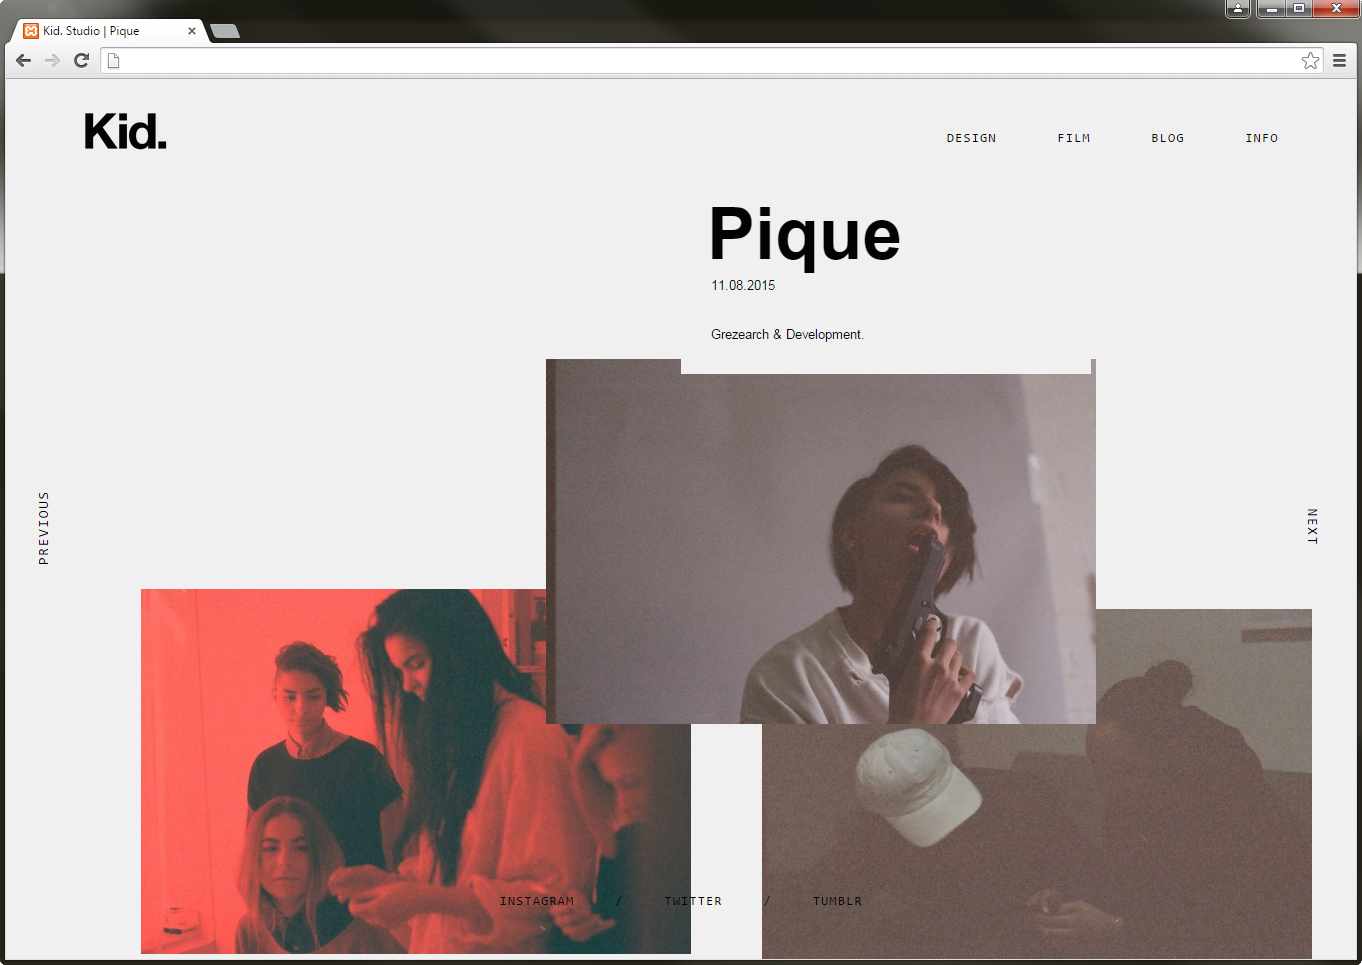 Kid. Studio | Pique
Kid.
DESIGN FILM BLOG INFO
Pique
11.08.2015
Grezearch & Development.
PREVIOUS
NEXT
INSTAGRAM / TWITTER / TUMBLR